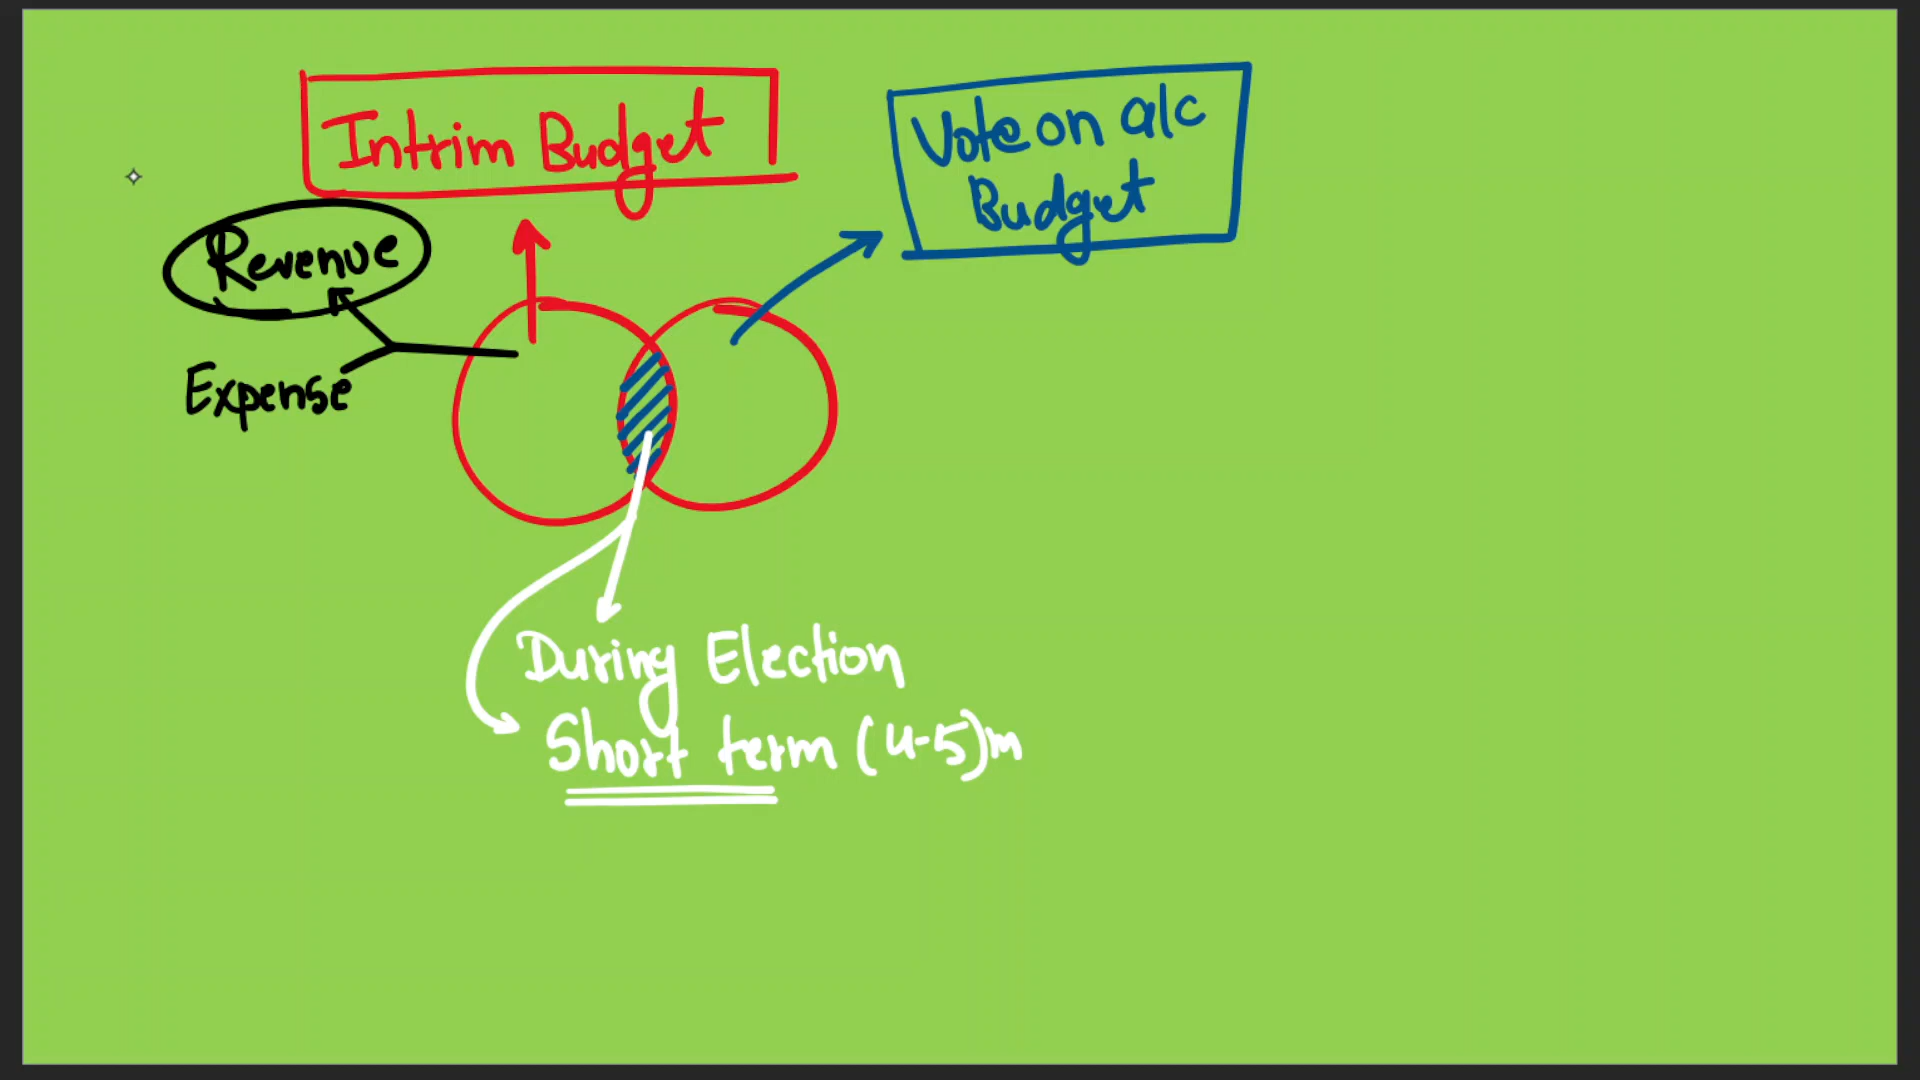 Intrim Budget
Vote on a/c
Budget
Revenue
Expense
During Election
Short term (4-5)m